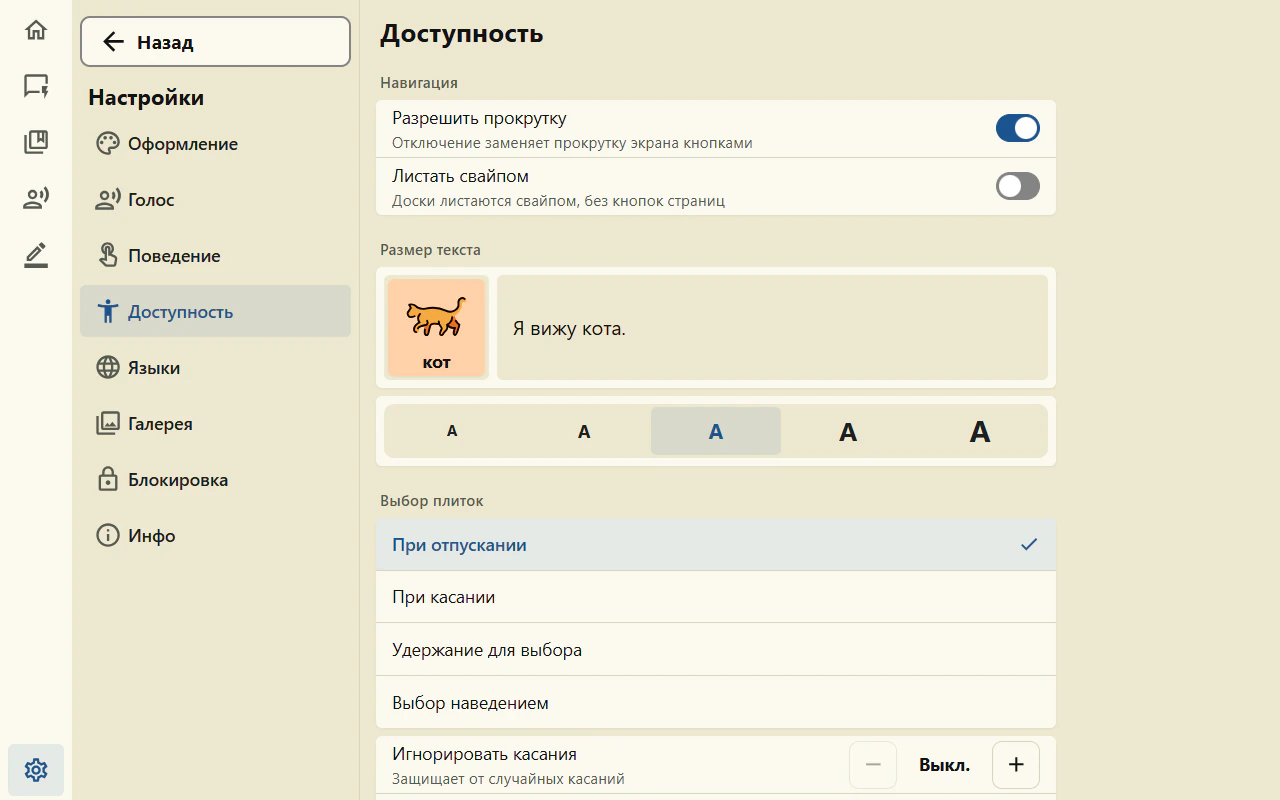 Назад
Настройки
Оформление
Голос
Поведение
Доступность
Языки
Галерея
Блокировка
Инфо
Доступность
Навигация
Разрешить прокрутку
Отключение заменяет прокрутку экрана кнопками
Листать свайпом
Доски листаются свайпом, без кнопок страниц
Размер текста
кот
Я вижу кота.
A A A A A
Выбор плиток
При отпускании
При касании
Удержание для выбора
Выбор наведением
Игнорировать касания
Защищает от случайных касаний
Выкл.